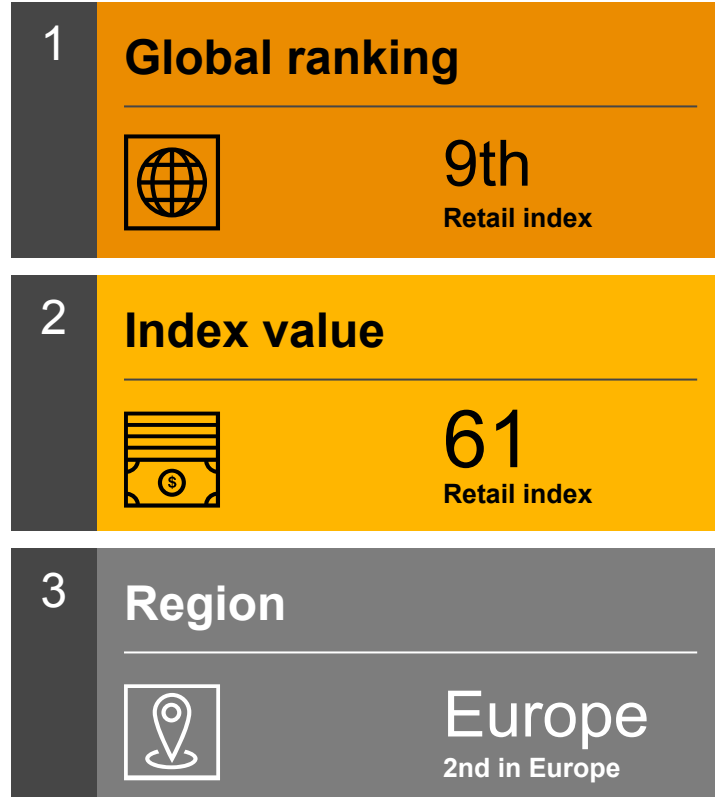 1
Global ranking
9th
Retail index
2
Index value
$
61
Retail index
3
Region
Europe
2nd in Europe